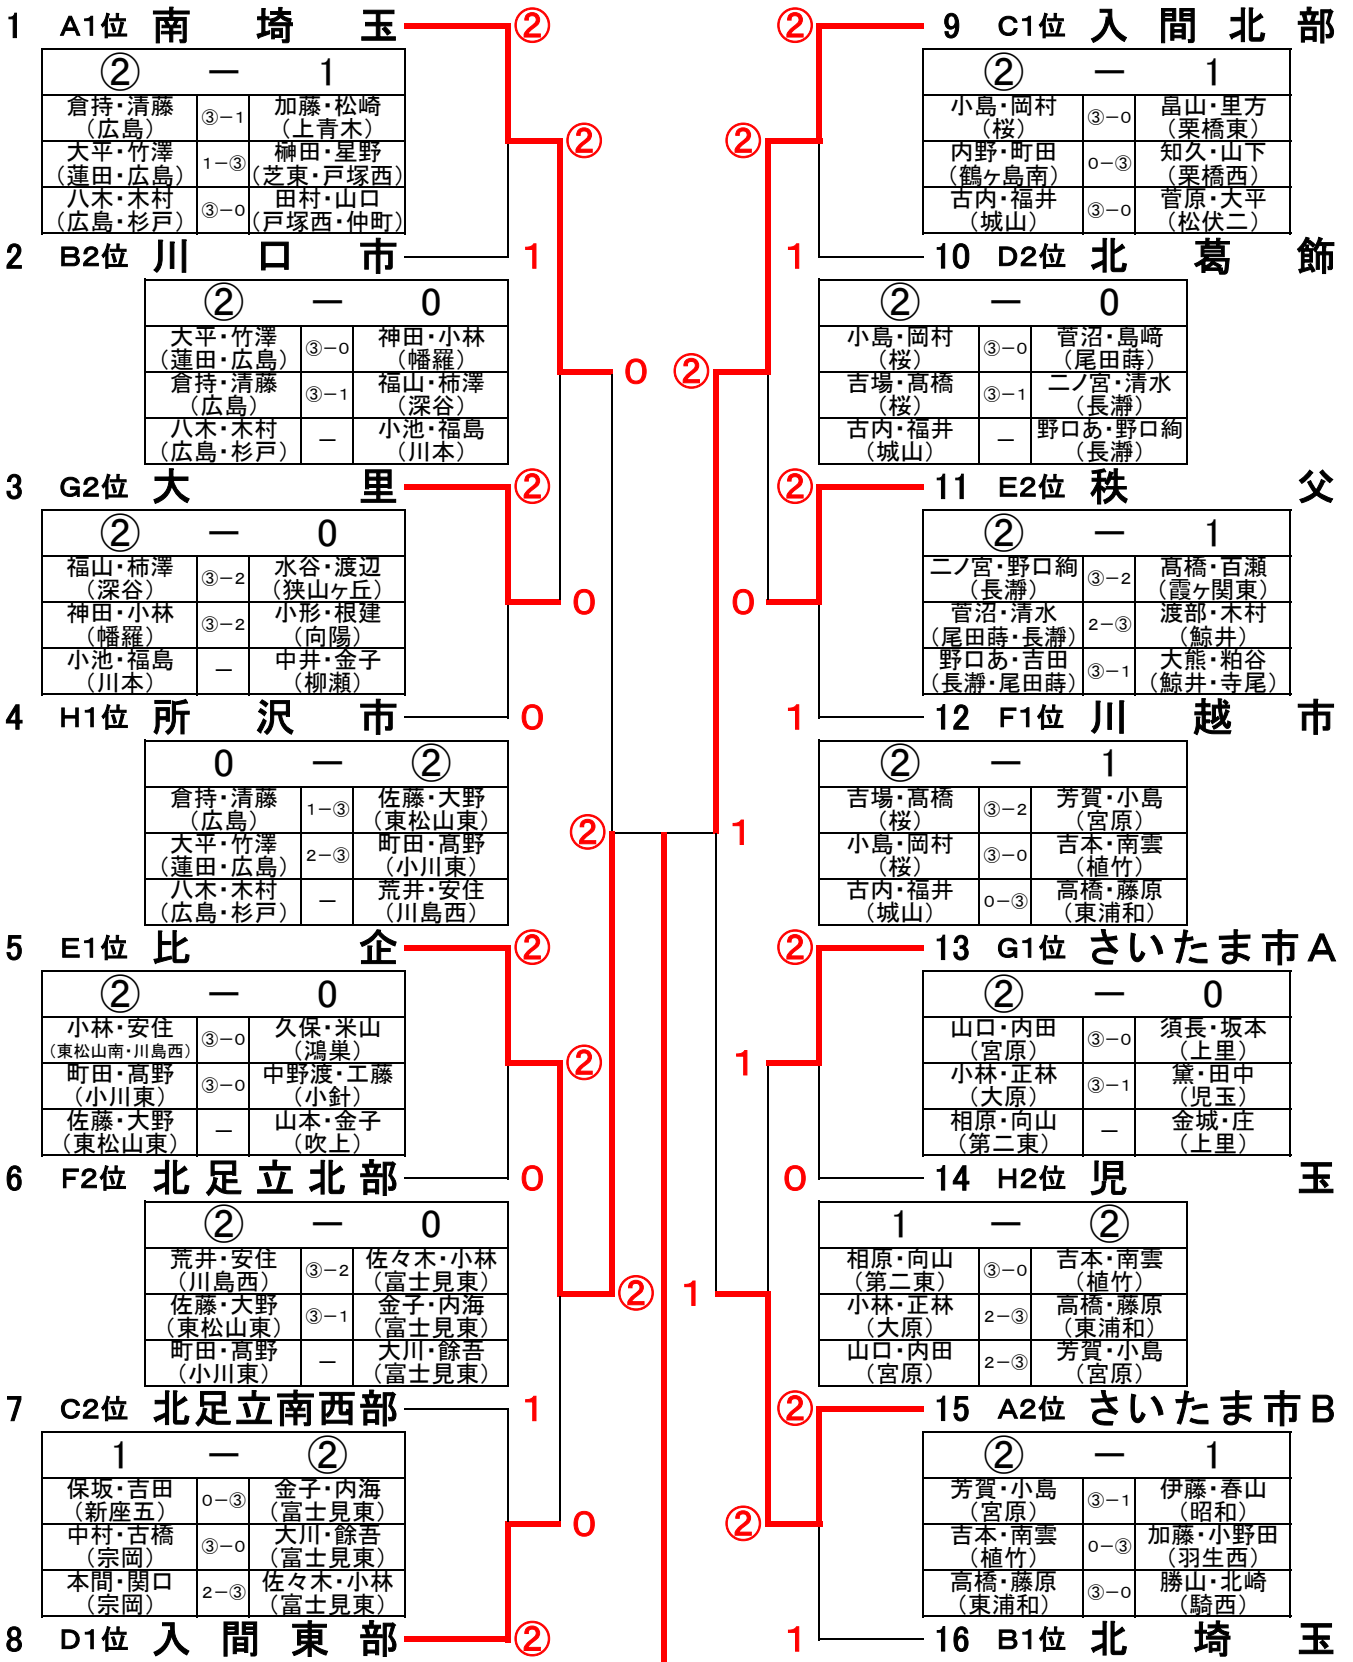 1 A1位 南埼玉 ②
② － 1
倉持・清藤 ③－1 加藤・松崎
（広島） （上青木）
大平・竹澤 1－③ 榊田・星野
（蓮田・広島） （芝東・戸塚西）
八木・木村 ③－0 田村・山口
（広島・杉戸） （戸塚西・仲町）
②
2 B2位 川口市 1
② － 0
大平・竹澤 ③－0 神田・小林
（蓮田・広島） （幡羅）
倉持・清藤 ③－1 福山・柿澤
（広島） （深谷）
八木・木村 － 小池・福島
（広島・杉戸） （川本）
0
3 G2位 大里 ②
② － 0
福山・柿澤 ③－2 水谷・渡辺
（深谷） （狭山ヶ丘）
神田・小林 ③－2 小形・根建
（幡羅） （向陽）
小池・福島 － 中井・金子
（川本） （柳瀬）
0
4 H1位 所沢市 0
0 － ②
倉持・清藤 1－③ 佐藤・大野
（広島） （東松山東）
大平・竹澤 2－③ 町田・髙野
（蓮田・広島） （小川東）
八木・木村 － 荒井・安住
（広島・杉戸） （川島西）
②
5 E1位 比企 ②
② － 0
小林・安住 ③－0 久保・米山
（東松山南・川島西） （鴻巣）
町田・髙野 ③－0 中野渡・工藤
（小川東） （小針）
佐藤・大野 － 山本・金子
（東松山東） （吹上）
②
6 F2位 北足立北部 0
② － 0
荒井・安住 ③－2 佐々木・小林
（川島西） （富士見東）
佐藤・大野 ③－1 金子・内海
（東松山東） （富士見東）
町田・髙野 － 大川・餘吾
（小川東） （富士見東）
②
7 C2位 北足立南西部 1
1 － ②
保坂・吉田 0－③ 金子・内海
（新座五） （富士見東）
中村・古橋 ③－0 大川・餘吾
（宗岡） （富士見東）
本間・関口 2－③ 佐々木・小林
（宗岡） （富士見東）
0
8 D1位 入間東部 ②
② 9 C1位 入間北部
② － 1
小島・岡村 ③－0 畠山・里方
（桜） （栗橋東）
内野・町田 0－③ 知久・山下
（鶴ヶ島南） （栗橋西）
古内・福井 ③－0 菅原・大平
（城山） （松伏二）
②
1 10 D2位 北葛飾
② － 0
小島・岡村 ③－0 菅沼・島﨑
（桜） （尾田蒔）
吉場・髙橋 ③－1 二ノ宮・清水
（桜） （長瀞）
古内・福井 － 野口あ・野口絢
（城山） （長瀞）
②
② 11 E2位 秩父
② － 1
二ノ宮・野口絢 ③－2 髙橋・百瀬
（長瀞） （霞ヶ関東）
菅沼・清水 2－③ 渡部・木村
（尾田蒔・長瀞） （鯨井）
野口あ・吉田 ③－1 大熊・粕谷
（長瀞・尾田蒔） （鯨井・寺尾）
0
1 12 F1位 川越市
② － 1
吉場・髙橋 ③－2 芳賀・小島
（桜） （宮原）
小島・岡村 ③－0 吉本・南雲
（桜） （植竹）
古内・福井 0－③ 高橋・藤原
（城山） （東浦和）
1
② 13 G1位 さいたま市A
② － 0
山口・内田 ③－0 須長・坂本
（宮原） （上里）
小林・正林 ③－1 黛・田中
（大原） （児玉）
相原・向山 － 金城・庄
（第二東） （上里）
1
0 14 H2位 児玉
1 － ②
相原・向山 ③－0 吉本・南雲
（第二東） （植竹）
小林・正林 2－③ 高橋・藤原
（大原） （東浦和）
山口・内田 2－③ 芳賀・小島
（宮原） （宮原）
1
② 15 A2位 さいたま市B
② － 1
芳賀・小島 ③－1 伊藤・春山
（宮原） （昭和）
吉本・南雲 0－③ 加藤・小野田
（植竹） （羽生西）
高橋・藤原 ③－0 勝山・北崎
（東浦和） （騎西）
②
1 16 B1位 北埼玉